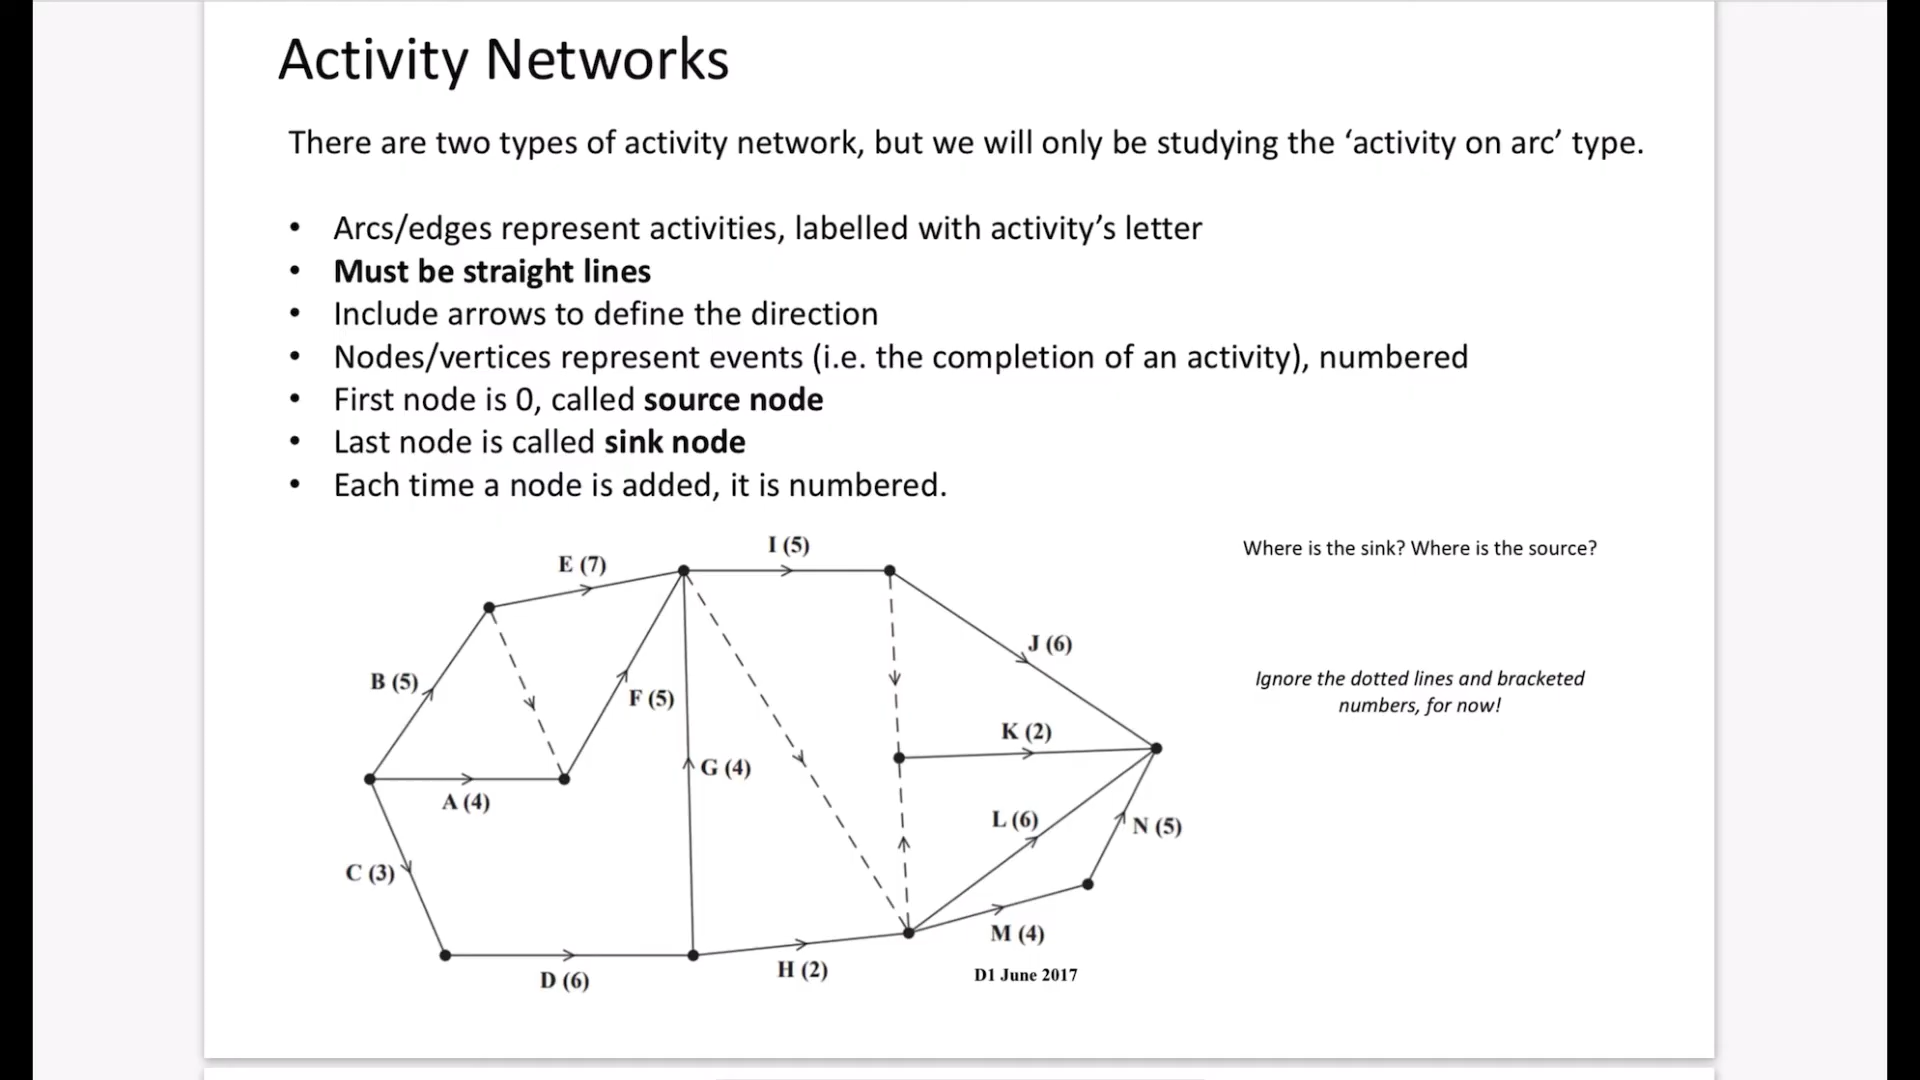 Activity Networks
There are two types of activity network, but we will only be studying the ‘activity on arc’ type.
• Arcs/edges represent activities, labelled with activity’s letter
• Must be straight lines
• Include arrows to define the direction
• Nodes/vertices represent events (i.e. the completion of an activity), numbered
• First node is 0, called source node
• Last node is called sink node
• Each time a node is added, it is numbered.
I (5)
E (7)
Where is the sink? Where is the source?
J (6)
B (5)
F (5)
Ignore the dotted lines and bracketed
numbers, for now!
K (2)
G (4)
A (4)
L (6)
N (5)
C (3)
M (4)
H (2)
D1 June 2017
D (6)